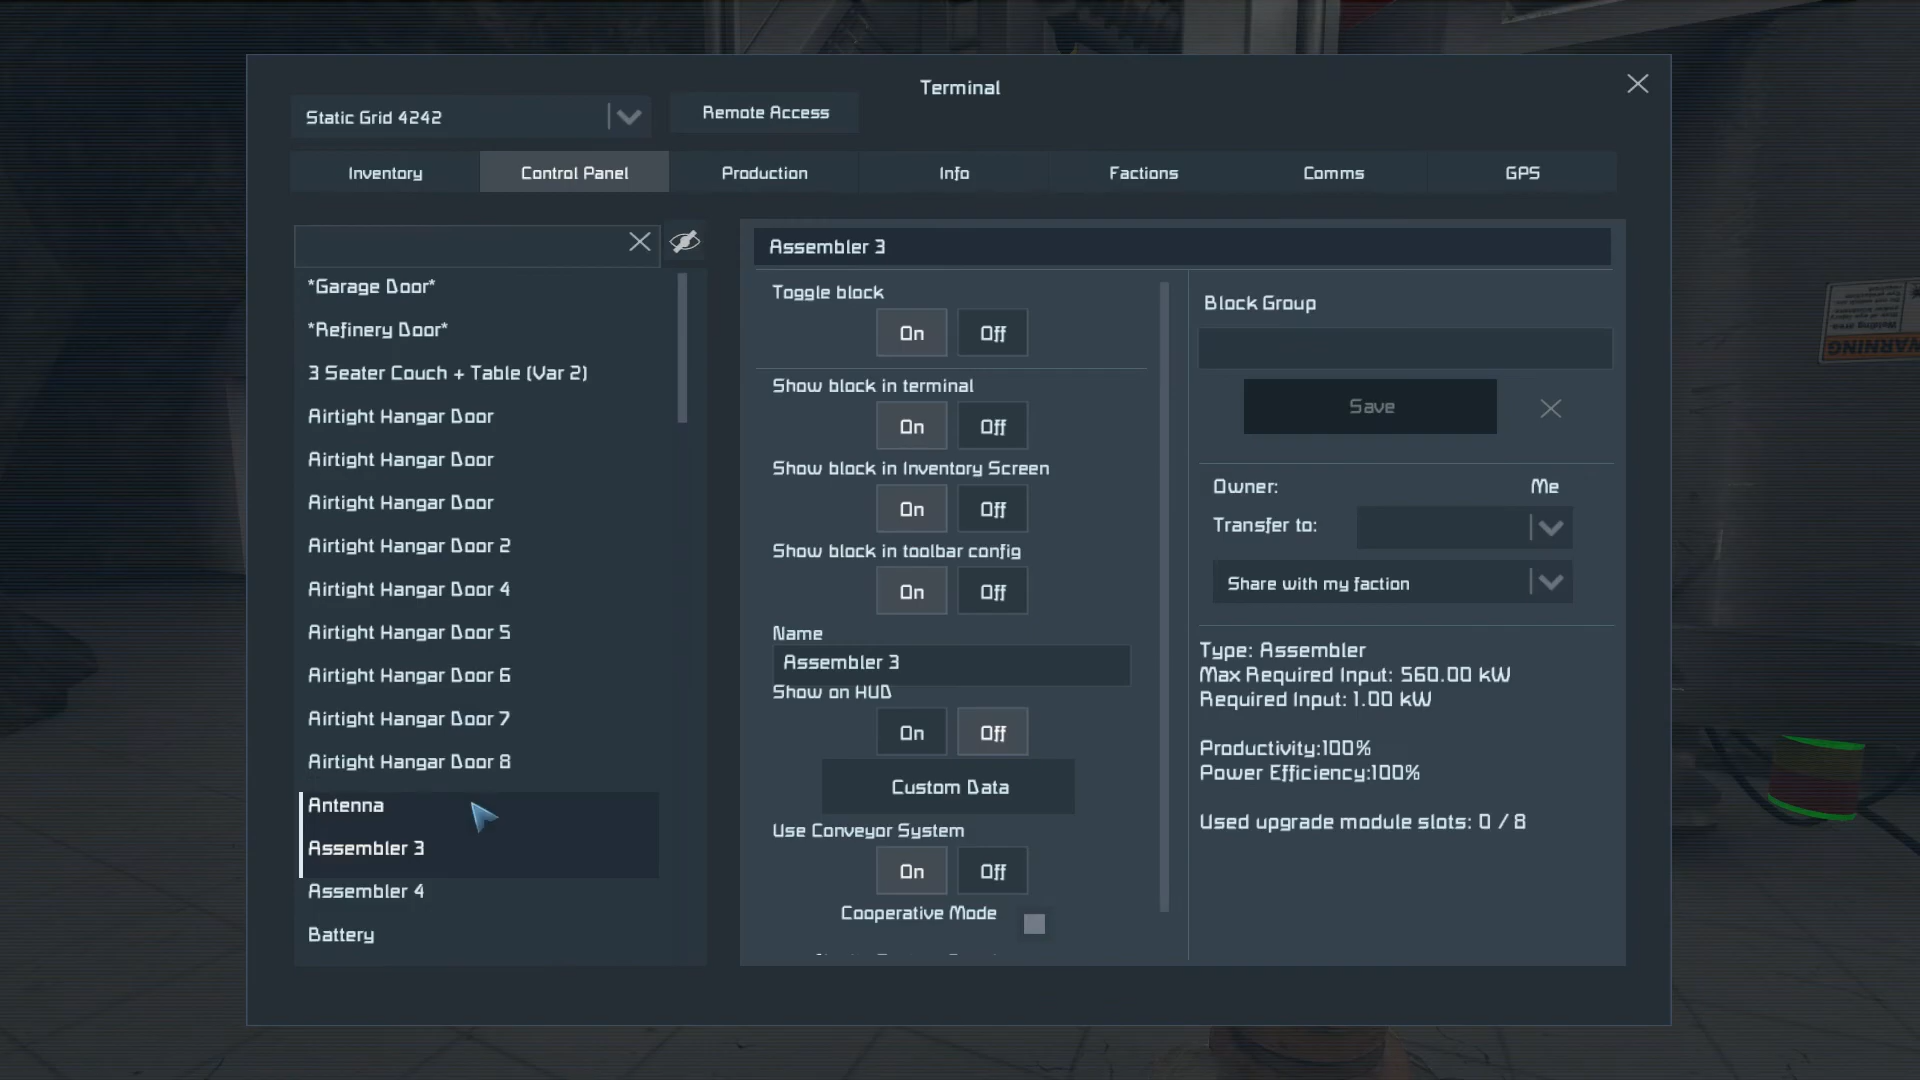 Terminal
Static Grid 4242
Remote Access
Inventory
Control Panel
Production
Info
Factions
Comms
GPS
*Garage Door*
*Refinery Door*
3 Seater Couch + Table (Var 2)
Airtight Hangar Door
Airtight Hangar Door
Airtight Hangar Door
Airtight Hangar Door 2
Airtight Hangar Door 4
Airtight Hangar Door 5
Airtight Hangar Door 6
Airtight Hangar Door 7
Airtight Hangar Door 8
Antenna
Assembler 3
Assembler 4
Battery
Assembler 3
Toggle block
On Off
Show block in terminal
On Off
Show block in Inventory Screen
On Off
Show block in toolbar config
On Off
Name
Assembler 3
Show on HUD
On Off
Custom Data
Use Conveyor System
On Off
Cooperative Mode
Block Group
Save
Owner: Me
Transfer to:
Share with my faction
Type: Assembler
Max Required Input: 560.00 kW
Required Input: 1.00 kW
Productivity:100%
Power Efficiency:100%
Used upgrade module slots: 0 / 8
WARNING